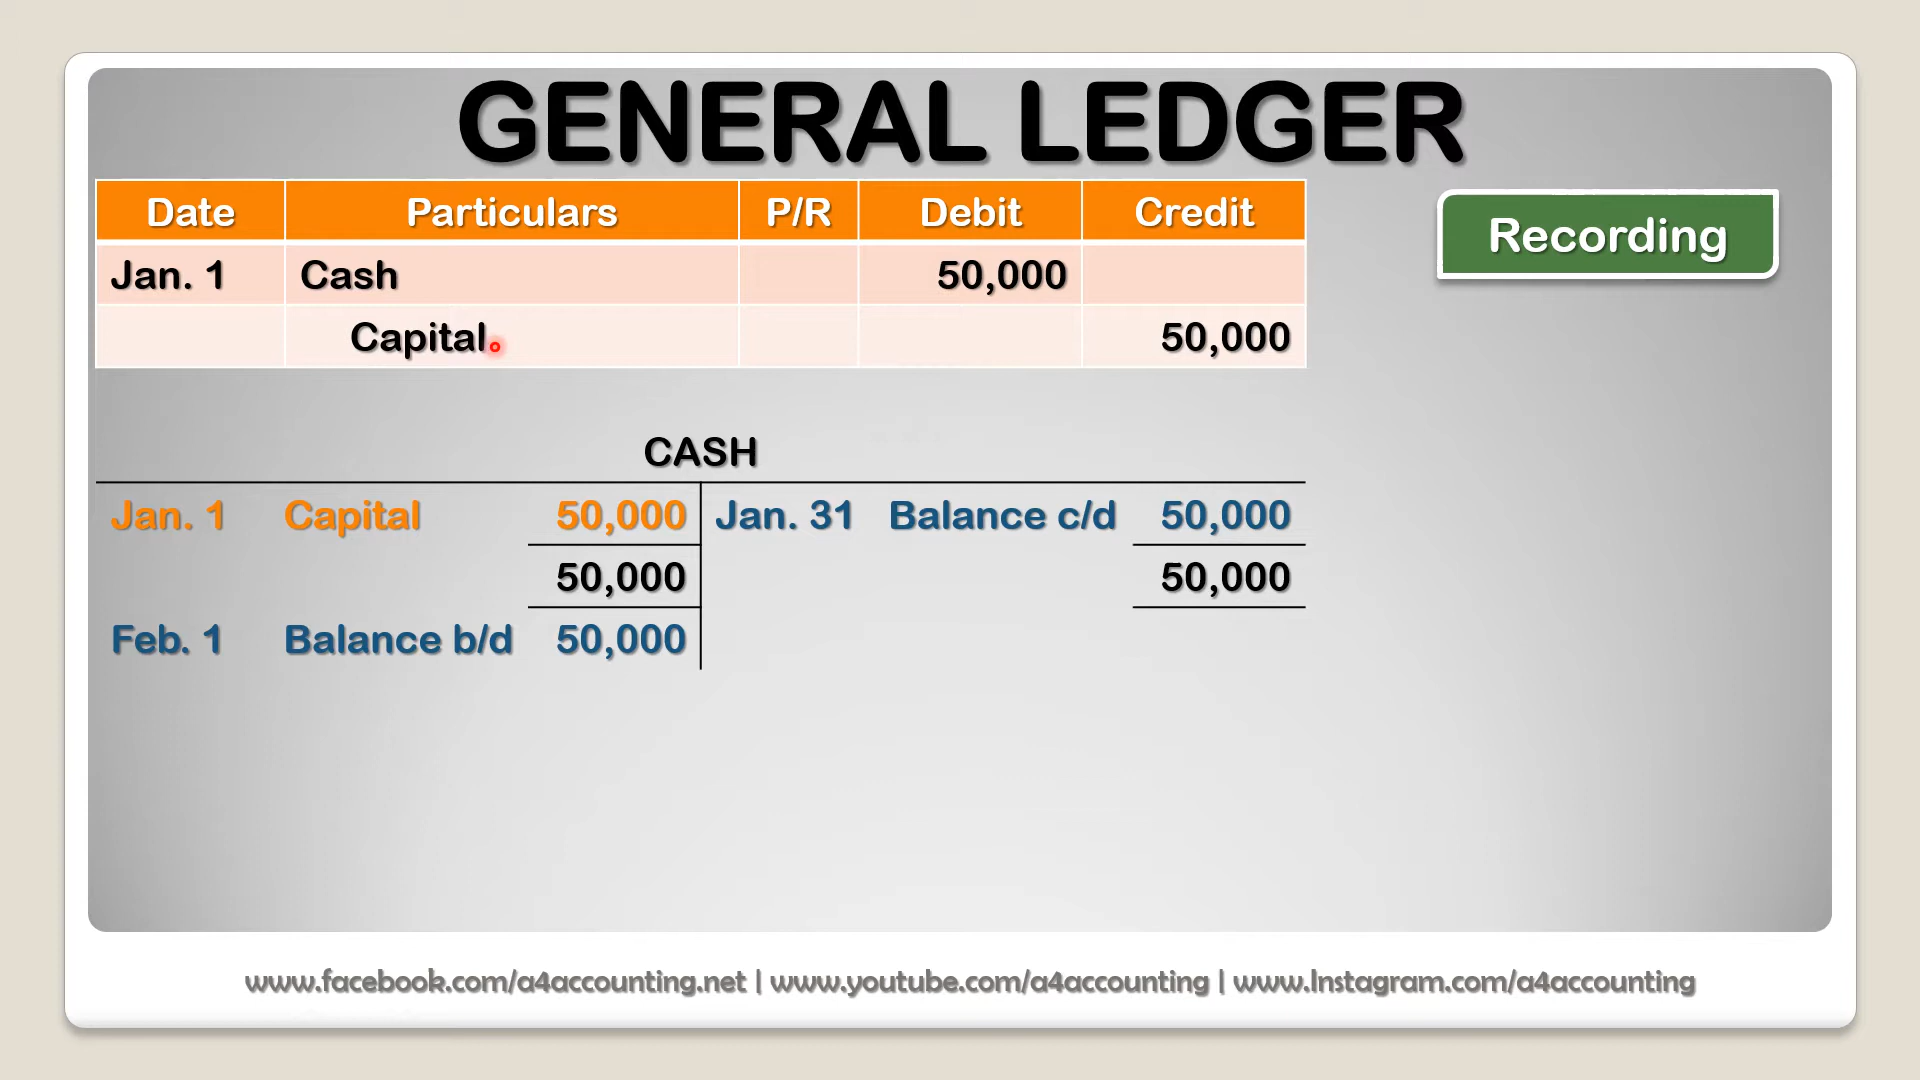 GENERAL LEDGER
Date Particulars P/R Debit Credit
Recording
Jan. 1 Cash 50,000
Capital 50,000
CASH
Jan. 1 Capital 50,000 Jan. 31 Balance c/d 50,000
50,000 50,000
Feb. 1 Balance b/d 50,000
www.facebook.com/a4accounting.net | www.youtube.com/a4accounting | www.Instagram.com/a4accounting